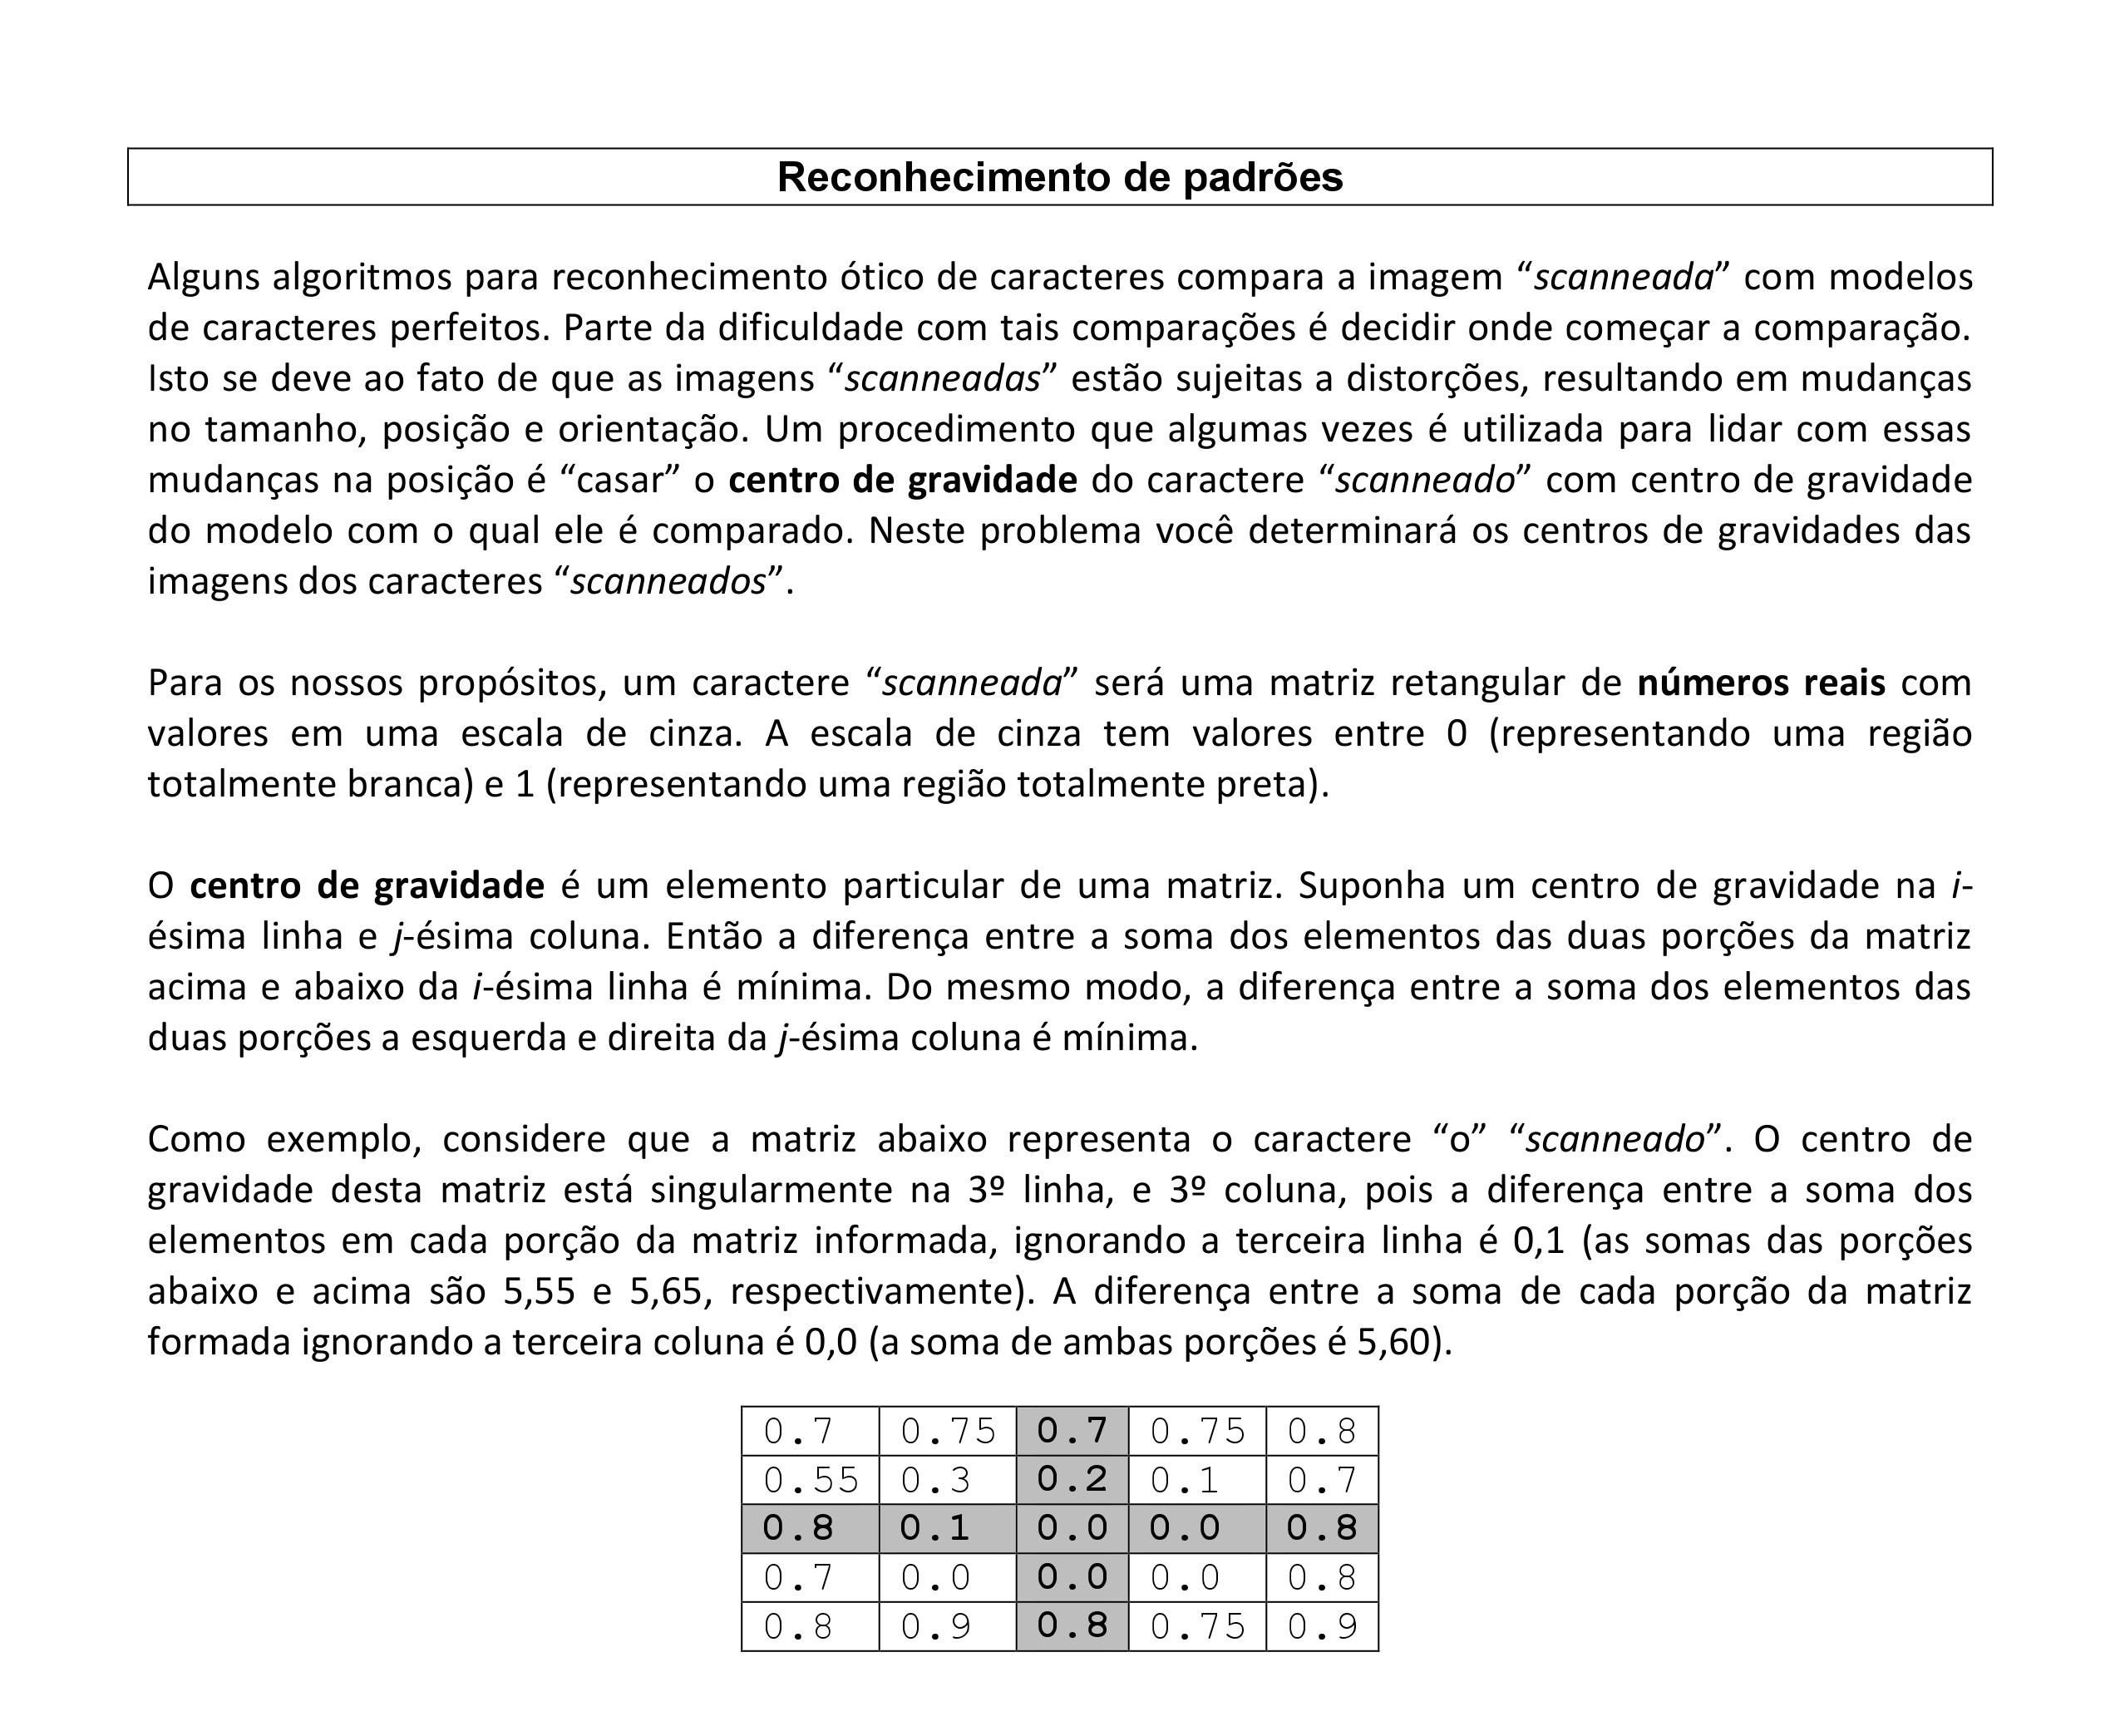 Reconhecimento de padrões
Alguns algoritmos para reconhecimento ótico de caracteres compara a imagem “scanneada” com modelos
de caracteres perfeitos. Parte da dificuldade com tais comparações é decidir onde começar a comparação.
Isto se deve ao fato de que as imagens “scanneadas” estão sujeitas a distorções, resultando em mudanças
no tamanho, posição e orientação. Um procedimento que algumas vezes é utilizada para lidar com essas
mudanças na posição é “casar” o centro de gravidade do caractere “scanneado” com centro de gravidade
do modelo com o qual ele é comparado. Neste problema você determinará os centros de gravidades das
imagens dos caracteres “scanneados”.
Para os nossos propósitos, um caractere “scanneada” será uma matriz retangular de números reais com
valores em uma escala de cinza. A escala de cinza tem valores entre 0 (representando uma região
totalmente branca) e 1 (representando uma região totalmente preta).
O centro de gravidade é um elemento particular de uma matriz. Suponha um centro de gravidade na i-
ésima linha e j-ésima coluna. Então a diferença entre a soma dos elementos das duas porções da matriz
acima e abaixo da i-ésima linha é mínima. Do mesmo modo, a diferença entre a soma dos elementos das
duas porções a esquerda e direita da j-ésima coluna é mínima.
Como exemplo, considere que a matriz abaixo representa o caractere “o” “scanneado”. O centro de
gravidade desta matriz está singularmente na 3º linha, e 3º coluna, pois a diferença entre a soma dos
elementos em cada porção da matriz informada, ignorando a terceira linha é 0,1 (as somas das porções
abaixo e acima são 5,55 e 5,65, respectivamente). A diferença entre a soma de cada porção da matriz
formada ignorando a terceira coluna é 0,0 (a soma de ambas porções é 5,60).
0.7 0.75 0.7 0.75 0.8
0.55 0.3 0.2 0.1 0.7
0.8 0.1 0.0 0.0 0.8
0.7 0.0 0.0 0.0 0.8
0.8 0.9 0.8 0.75 0.9